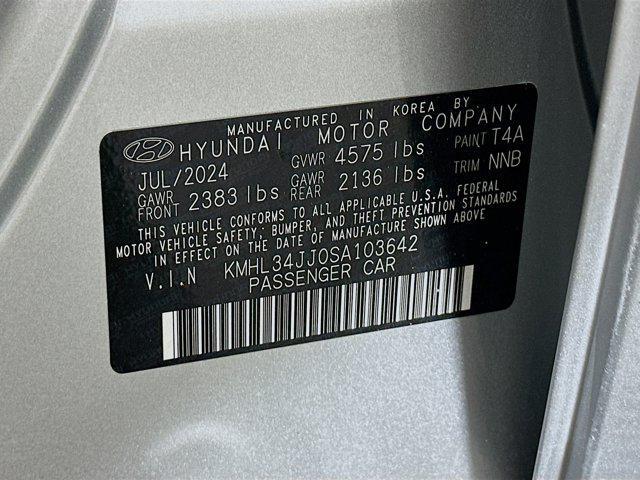 MANUFACTURED IN KOREA BY
HYUNDAI MOTOR COMPANY
JUL/2024 GVWR 4575 lbs PAINT T4A
GAWR FRONT 2383 lbs GAWR REAR 2136 lbs TRIM NNB
THIS VEHICLE CONFORMS TO ALL APPLICABLE U.S.A. FEDERAL
MOTOR VEHICLE SAFETY, BUMPER, AND THEFT PREVENTION STANDARDS
IN EFFECT ON THE DATE OF MANUFACTURE SHOWN ABOVE
V.I.N KMHL34JJ0SA103642
PASSENGER CAR